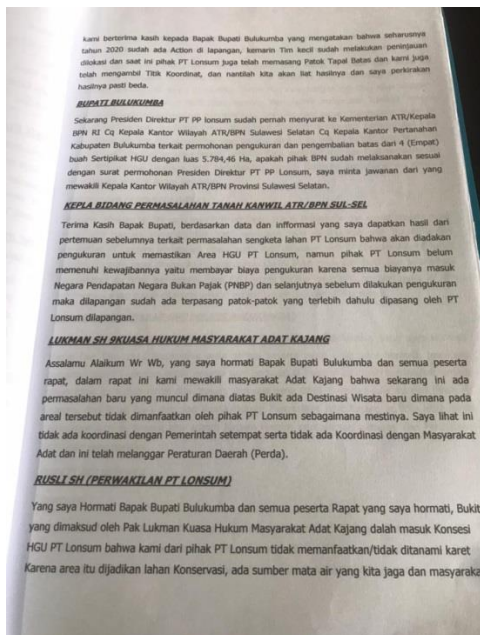 kami berterima kasih kepada Bapak Bupati Bulukumba yang mengatakan bahwa seharusnya
tahun 2020 sudah ada Action di lapangan, kemarin Tim kecil sudah melakukan peninjauan
dilokasi dan saat ini pihak PT Lonsum juga telah memasang Patok Tapal Batas dan kami juga
telah mengambil Titik Koordinat, dan nantilah kita akan liat hasilnya dan saya perkirakan
hasilnya pasti beda.
BUPATI BULUKUMBA
Sekarang Presiden Direktur PT PP lonsum sudah pernah menyurat ke Kementerian ATR/Kepala
BPN RI Cq Kepala Kantor Wilayah ATR/BPN Sulawesi Selatan Cq Kepala Kantor Pertanahan
Kabupaten Bulukumba terkait permohonan pengukuran dan pengembalian batas dari 4 (Empat)
buah Sertipikat HGU dengan luas 5.784,46 Ha, apakah pihak BPN sudah melaksanakan sesuai
dengan surat permohonan Presiden Direktur PT PP Lonsum, saya minta jawanan dari yang
mewakili Kepala Kantor Wilayah ATR/BPN Provinsi Sulawesi Selatan.
KEPLA BIDANG PERMASALAHAN TANAH KANWIL ATR/BPN SUL-SEL
Terima Kasih Bapak Bupati, berdasarkan data dan infformasi yang saya dapatkan hasil dari
pertemuan sebelumnya terkait permasalahan sengketa lahan PT Lonsum bahwa akan diadakan
pengukuran untuk memastikan Area HGU PT Lonsum, namun pihak PT Lonsum belum
memenuhi kewajibannya yaitu membayar biaya pengukuran karena semua biayanya masuk
Negara Pendapatan Negara Bukan Pajak (PNBP) dan selanjutnya sebelum dilakukan pengukuran
maka dilapangan sudah ada terpasang patok-patok yang terlebih dahulu dipasang oleh PT
Lonsum dilapangan.
LUKMAN SH 9KUASA HUKUM MASYARAKAT ADAT KAJANG
Assalamu Alaikum Wr Wb, yang saya hormati Bapak Bupati Bulukumba dan semua peserta
rapat, dalam rapat ini kami mewakili masyarakat Adat Kajang bahwa sekarang ini ada
permasalahan baru yang muncul dimana diatas Bukit ada Destinasi Wisata baru dimana pada
areal tersebut tidak dimanfaatkan oleh pihak PT Lonsum sebagaimana mestinya. Saya lihat ini
tidak ada koordinasi dengan Pemerintah setempat serta tidak ada Koordinasi dengan Masyarakat
Adat dan ini telah melanggar Peraturan Daerah (Perda).
RUSLI SH (PERWAKILAN PT LONSUM)
Yang saya Hormati Bapak Bupati Bulukumba dan semua peserta Rapat yang saya hormati, Bukit
yang dimaksud oleh Pak Lukman Kuasa Hukum Masyarakat Adat Kajang dalah masuk Konsesi
HGU PT Lonsum bahwa kami dari pihak PT Lonsum tidak memanfaatkan/tidak ditanami karet
Karena area itu dijadikan lahan Konservasi, ada sumber mata air yang kita jaga dan masyaraka